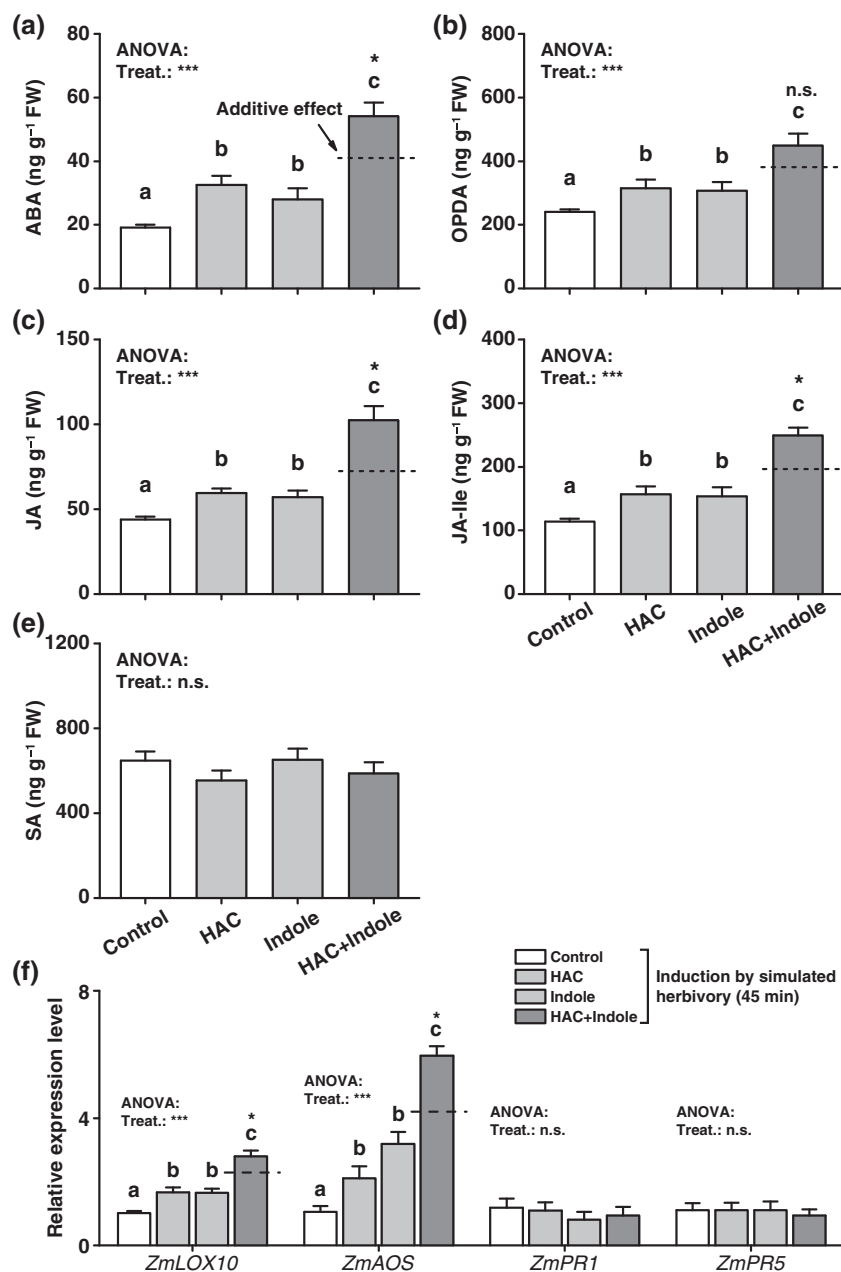 (a)
ANOVA:
Treat.: ***
Additive effect
ABA (ng g⁻¹ FW)
80
60
40
20
0
a
b
b
*
c
(b)
ANOVA:
Treat.: ***
OPDA (ng g⁻¹ FW)
800
600
400
200
0
a
b
b
n.s.
c
(c)
ANOVA:
Treat.: ***
JA (ng g⁻¹ FW)
150
100
50
0
a
b
b
*
c
(d)
ANOVA:
Treat.: ***
JA-Ile (ng g⁻¹ FW)
400
300
200
100
0
a
b
b
*
c
Control
HAC
Indole
HAC+Indole
(e)
ANOVA:
Treat.: n.s.
SA (ng g⁻¹ FW)
1200
800
400
0
Control
HAC
Indole
HAC+Indole
(f)
Control
HAC
Indole
HAC+Indole
Induction by simulated
herbivory (45 min)
Relative expression level
8
4
0
ANOVA:
Treat.: ***
a
b
b
*
c
ANOVA:
Treat.: ***
a
b
b
*
c
ANOVA:
Treat.: n.s.
ANOVA:
Treat.: n.s.
ZmLOX10
ZmAOS
ZmPR1
ZmPR5